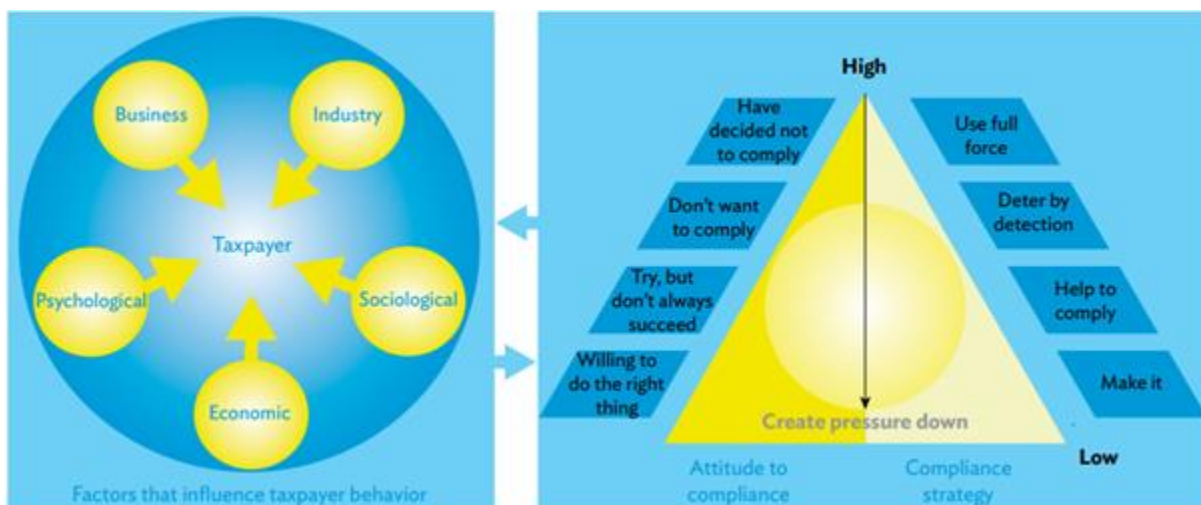 Business
Industry
Taxpayer
Psychological
Sociological
Economic
Factors that influence taxpayer behavior
High
Have
decided not
to comply
Use full
force
Don't want
to comply
Deter by
detection
Try, but
don't always
succeed
Help to
comply
Willing to
do the right
thing
Make it
Create pressure down
Low
Attitude to
compliance
Compliance
strategy